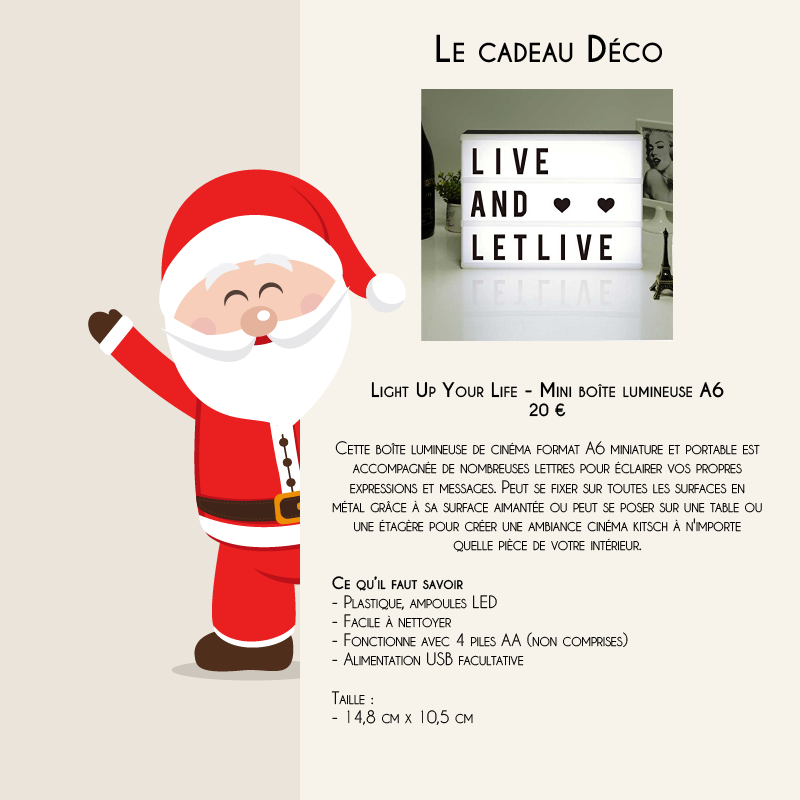 Le cadeau Déco
LIVE
AND ♥ ♥
LETLIVE
Light Up Your Life - Mini boîte lumineuse A6
20 €
Cette boîte lumineuse de cinéma format A6 miniature et portable est
accompagnée de nombreuses lettres pour éclairer vos propres
expressions et messages. Peut se fixer sur toutes les surfaces en
métal grâce à sa surface aimantée ou peut se poser sur une table ou
une étagère pour créer une ambiance cinéma kitsch à n'importe
quelle pièce de votre intérieur.
Ce qu'il faut savoir
- Plastique, ampoules LED
- Facile à nettoyer
- Fonctionne avec 4 piles AA (non comprises)
- Alimentation USB facultative
Taille :
- 14,8 cm x 10,5 cm